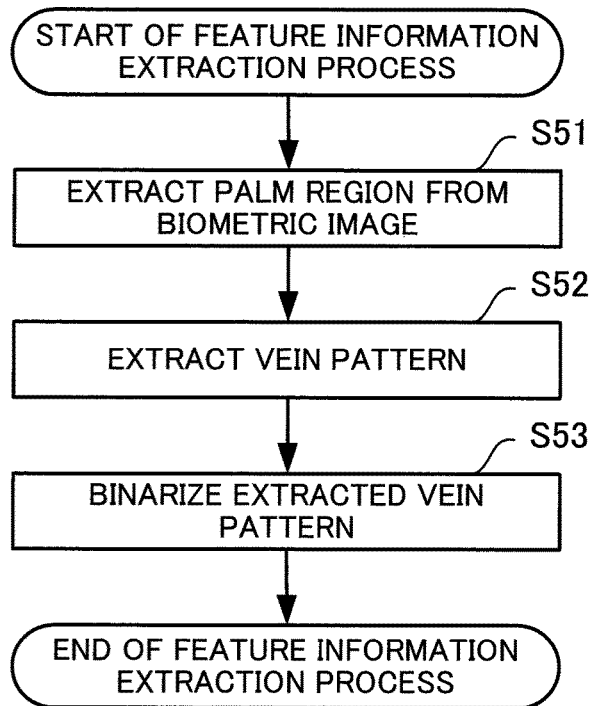 START OF FEATURE INFORMATION
EXTRACTION PROCESS
S51
EXTRACT PALM REGION FROM
BIOMETRIC IMAGE
S52
EXTRACT VEIN PATTERN
S53
BINARIZE EXTRACTED VEIN
PATTERN
END OF FEATURE INFORMATION
EXTRACTION PROCESS